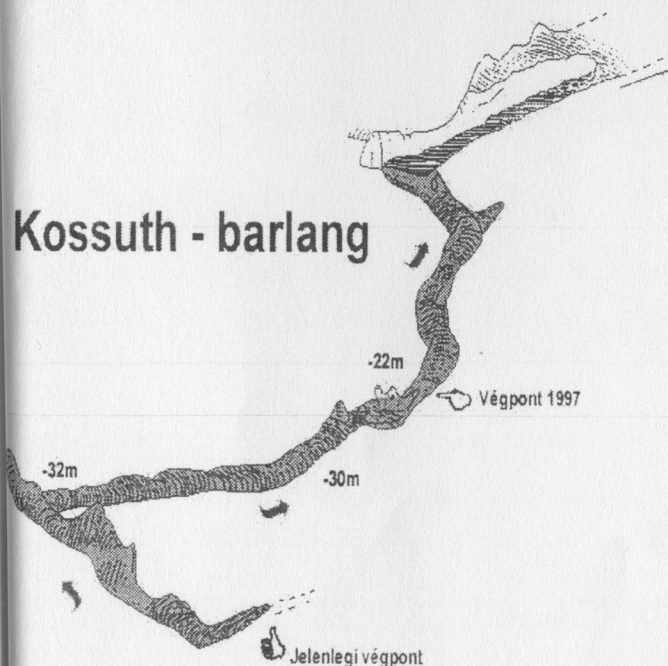 Kossuth - barlang
-22m
Végpont 1997
-32m
-30m
Jelenlegi végpont